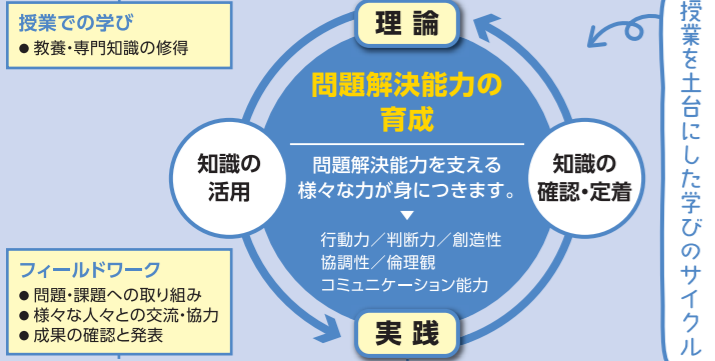 授業での学び
●教養・専門知識の修得
理論
問題解決能力の
育成
知識の
活用
問題解決能力を支える
様々な力が身につきます。
▼
行動力／判断力／創造性
協調性／倫理観
コミュニケーション能力
知識の
確認・定着
フィールドワーク
●問題・課題への取り組み
●様々な人々との交流・協力
●成果の確認と発表
実践
授業を土台にした学びのサイクル